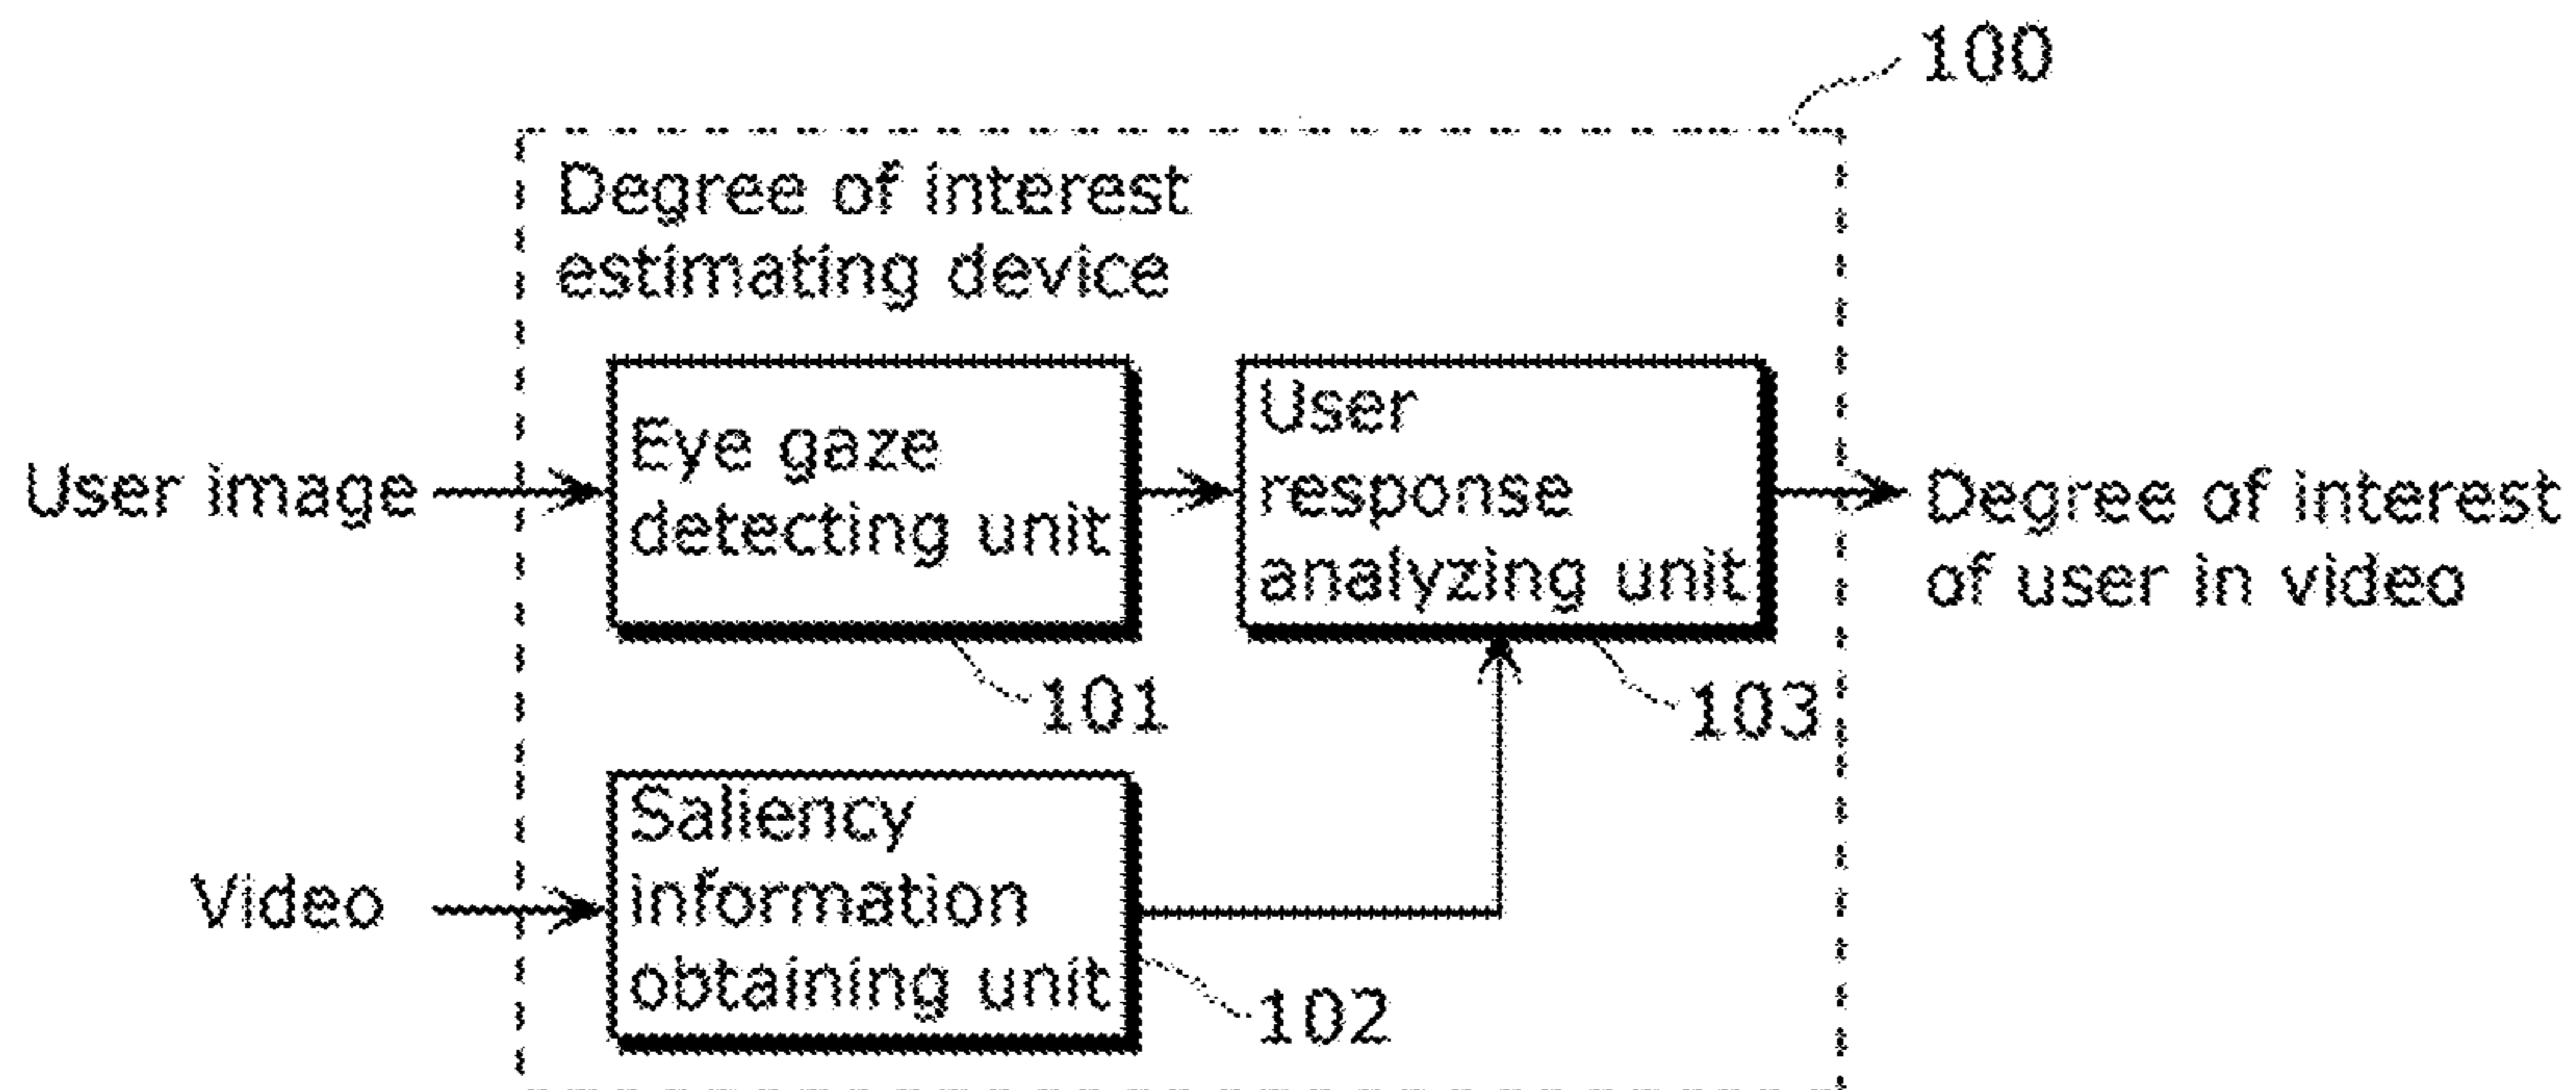 100
Degree of interest
estimating device
User image
Eye gaze
detecting unit
101
User
response
analyzing unit
103
Degree of interest
of user in video
Video
Saliency
information
obtaining unit
102